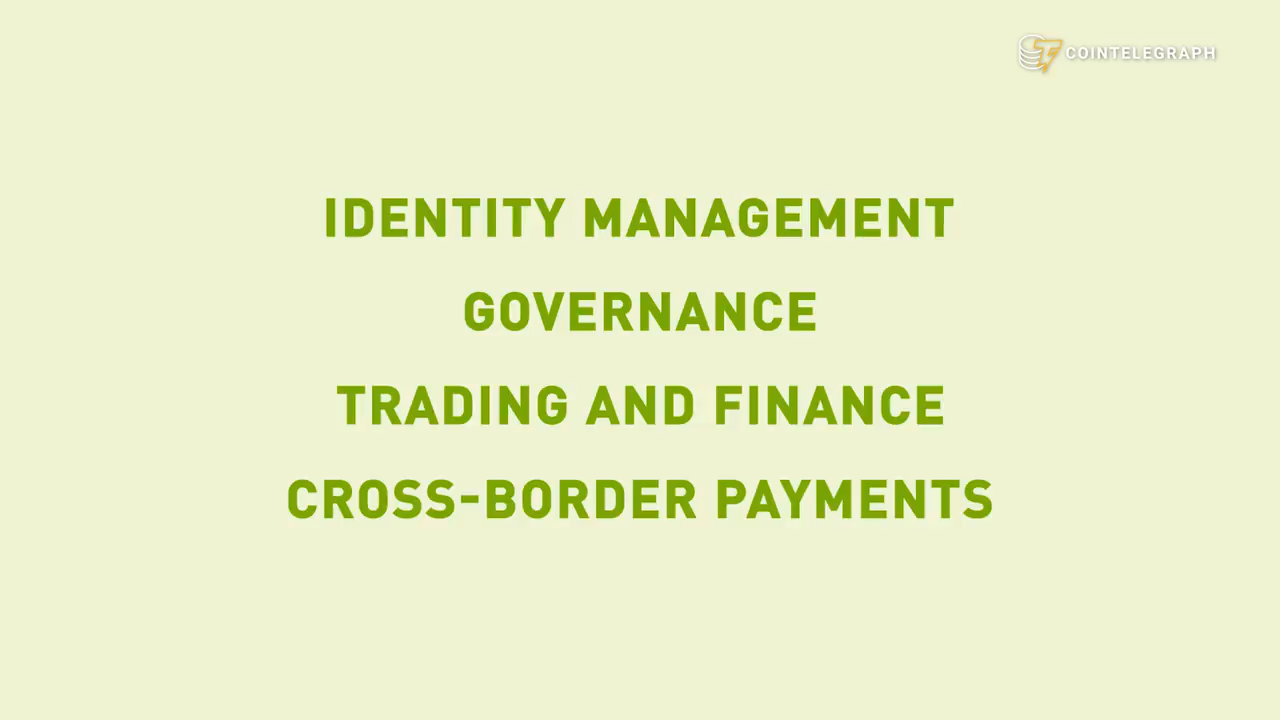 COINTELEGRAPH
IDENTITY MANAGEMENT
GOVERNANCE
TRADING AND FINANCE
CROSS-BORDER PAYMENTS